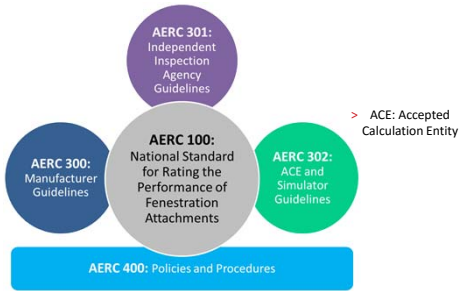 AERC 301:
Independent
Inspection
Agency
Guidelines
AERC 100:
National Standard
for Rating the
Performance of
Fenestration
Attachments
AERC 300:
Manufacturer
Guidelines
AERC 302:
ACE and
Simulator
Guidelines
> ACE: Accepted
Calculation Entity
AERC 400: Policies and Procedures